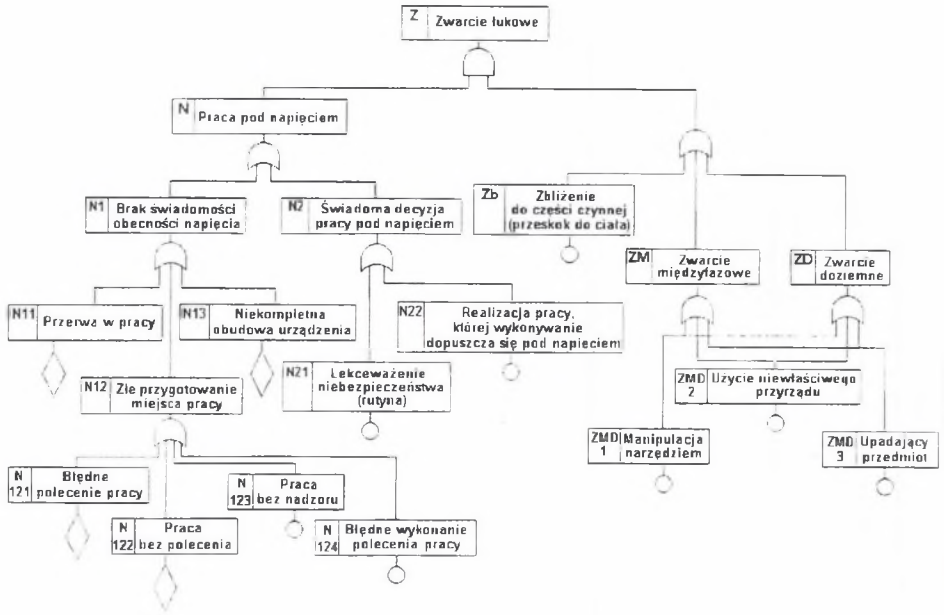 Z Zwarcie łukowe
N Praca pod napięciem
N1 Brak świadomości
obecności napięcia
N2 Świadoma decyzja
pracy pod napięciem
Zb Zbliżenie
do części czynnej
(przeskok do ciała)
ZM Zwarcie
międzyfazowe
ZD Zwarcie
doziemne
N11 Przerwa w pracy
N13 Niekompletna
obudowa urządzenia
N22 Realizacja pracy,
której wykonywanie
dopuszcza się pod napieciem
N12 Złe przygotowanie
miejsca pracy
N21 Lekceważenie
niebezpieczeństwa
(rutyna)
ZMD Użycie niewłaściwego
2 przyrządu
ZMD Manipulacja
1 narzędziem
ZMD Upadający
3 przedmiot
N Błędne
121 polecenie pracy
N Praca
122 bez polecenia
N Praca
123 bez nadzoru
N Błędne wykonanie
124 polecenia pracy